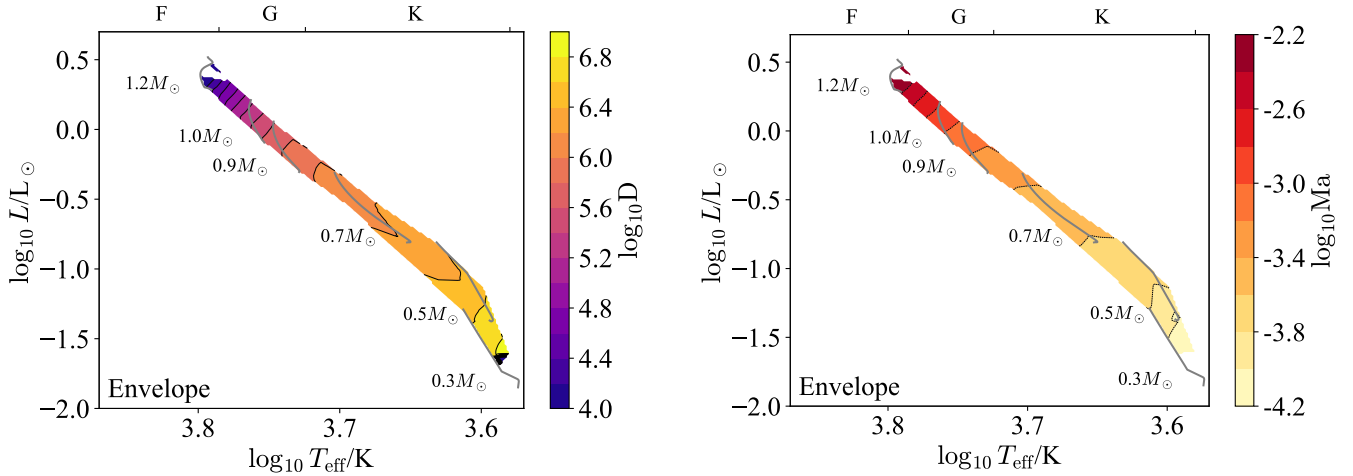 F G K
0.5
0.0
−0.5
−1.0
−1.5
−2.0
log₁₀ L/L☉
1.2M☉
1.0M☉
0.9M☉
0.7M☉
0.5M☉
0.3M☉
Envelope
3.8 3.7 3.6
log₁₀ T_eff/K
6.8
6.4
6.0
5.6
5.2
4.8
4.4
4.0
log₁₀D
F G K
0.5
0.0
−0.5
−1.0
−1.5
−2.0
log₁₀ L/L☉
1.2M☉
1.0M☉
0.9M☉
0.7M☉
0.5M☉
0.3M☉
Envelope
3.8 3.7 3.6
log₁₀ T_eff/K
-2.2
-2.6
-3.0
-3.4
-3.8
-4.2
log₁₀Ma